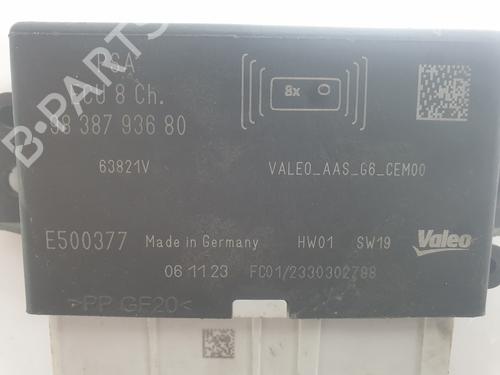 PSA
ECU 8 Ch.
98 387 936 80
8x
63821V VALEO_AAS_G6_CEM00
E500377 Made in Germany HW01 SW19 Valeo
06 11 23 FC01/2330302788
>PP GF20<
B-PARTS